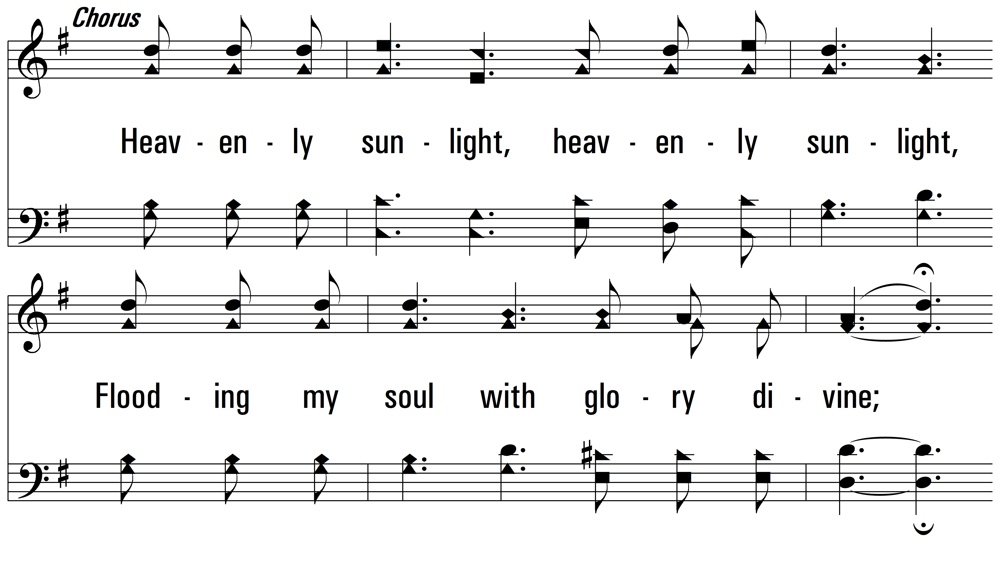 Chorus
Heav - en - ly sun - light, heav - en - ly sun - light,
Flood - ing my soul with glo - ry di - vine;